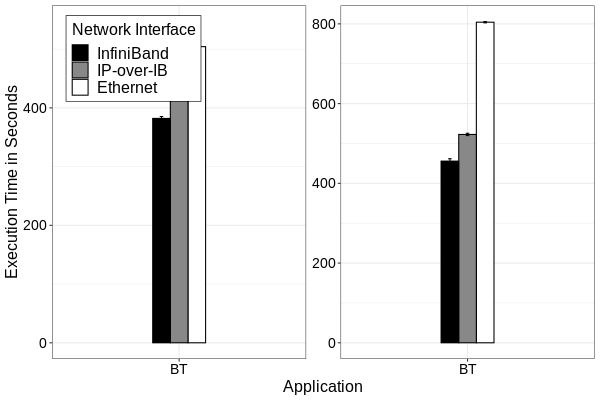 Network Interface
InfiniBand
IP-over-IB
Ethernet
Execution Time in Seconds
400
200
0
BT
800
600
400
200
0
BT
Application